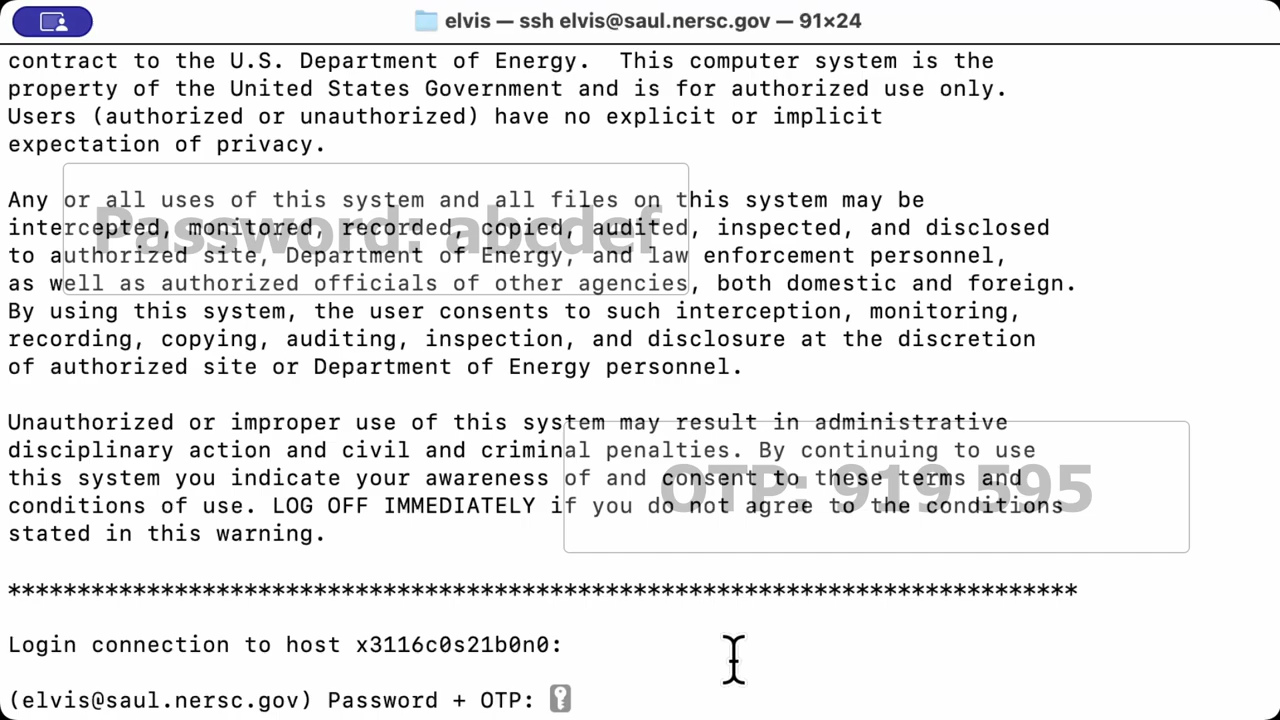 elvis — ssh elvis@saul.nersc.gov — 91×24
contract to the U.S. Department of Energy.  This computer system is the
property of the United States Government and is for authorized use only.
Users (authorized or unauthorized) have no explicit or implicit
expectation of privacy.
Any or all uses of this system and all files on this system may be
Password: abcdef
intercepted, monitored, recorded, copied, audited, inspected, and disclosed
to authorized site, Department of Energy, and law enforcement personnel,
as well as authorized officials of other agencies, both domestic and foreign.
By using this system, the user consents to such interception, monitoring,
recording, copying, auditing, inspection, and disclosure at the discretion
of authorized site or Department of Energy personnel.
Unauthorized or improper use of this system may result in administrative
disciplinary action and civil and criminal penalties. By continuing to use
this system you indicate your awareness of and consent to these terms and
OTP: 919 595
conditions of use. LOG OFF IMMEDIATELY if you do not agree to the conditions
stated in this warning.
*****************************************************************************
Login connection to host x3116c0s21b0n0:
(elvis@saul.nersc.gov) Password + OTP: